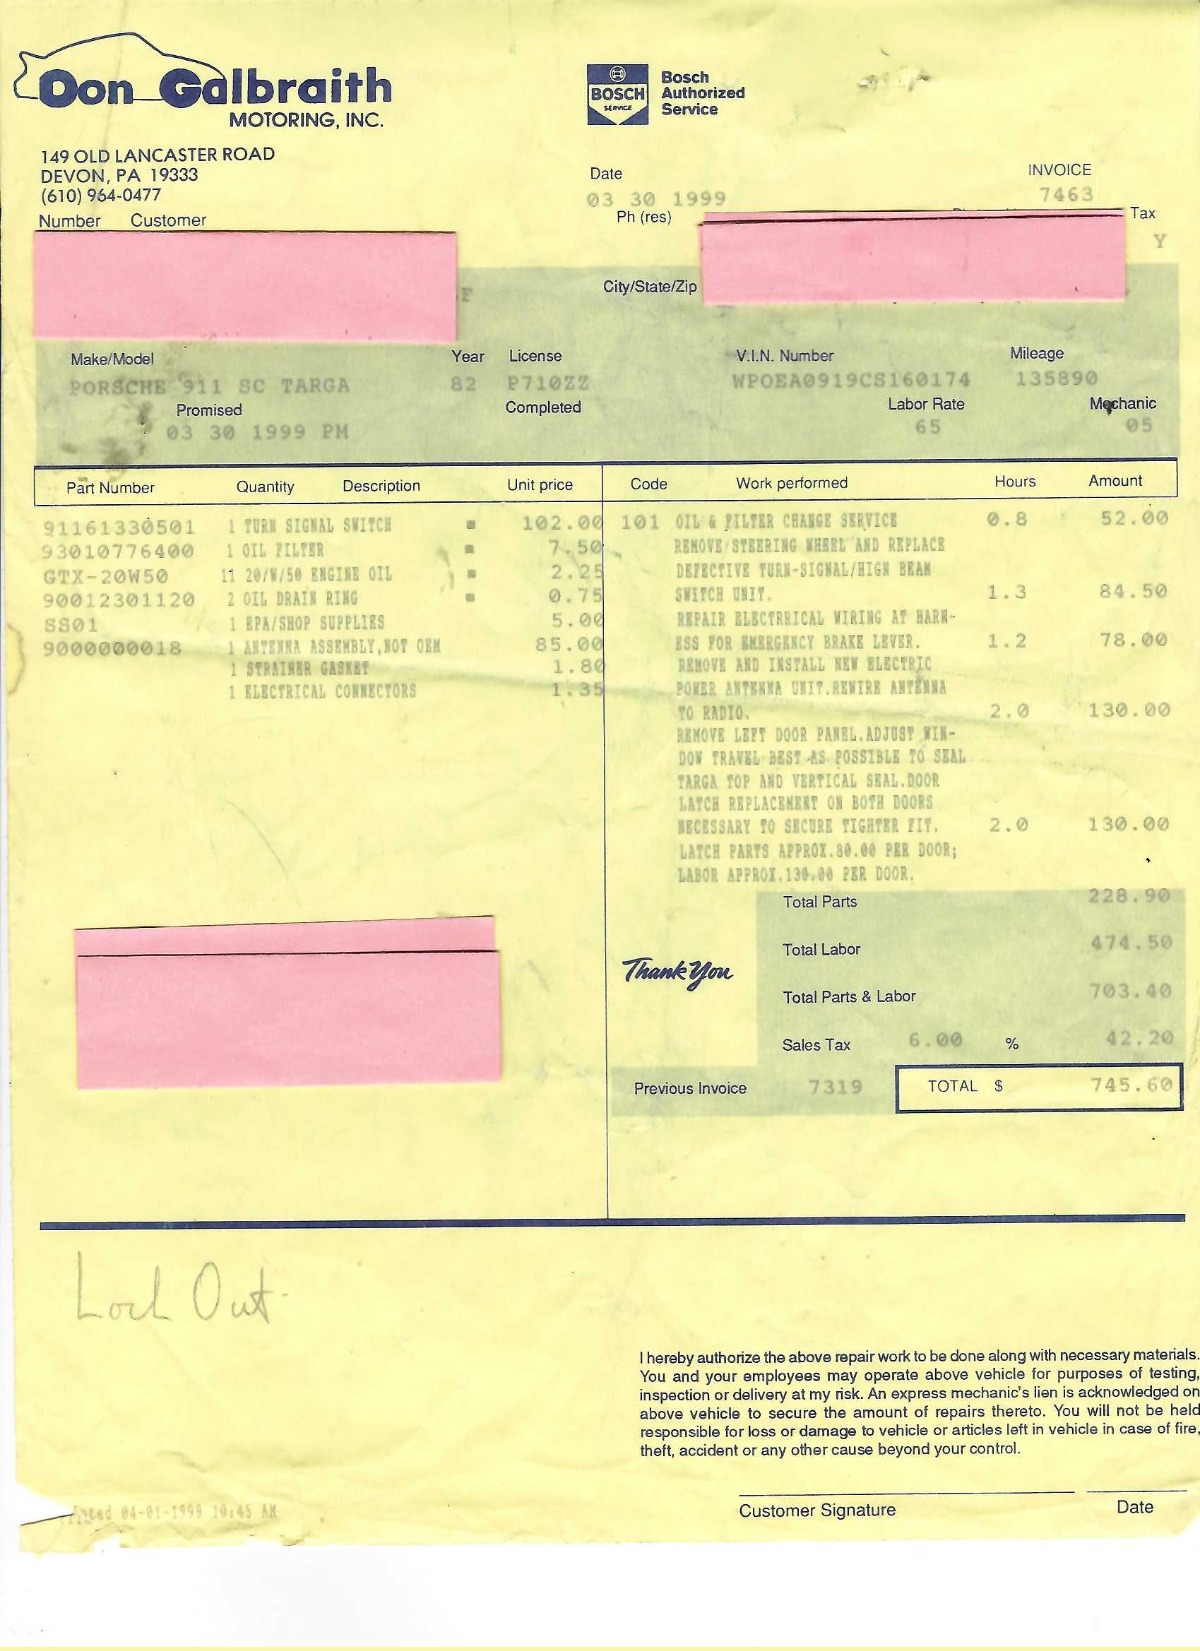 Don Galbraith
MOTORING, INC.
BOSCH
SERVICE
Bosch
Authorized
Service
149 OLD LANCASTER ROAD
DEVON, PA 19333
(610) 964-0477
Date
INVOICE
03 30 1999
7463
Number Customer
Ph (res)
Tax
Y
City/State/Zip
F
Make/Model Year License V.I.N. Number Mileage
PORSCHE 911 SC TARGA 82 P710ZZ WPOEA0919CS160174 135890
Promised Completed Labor Rate Mechanic
03 30 1999 PM 65 05
Part Number Quantity Description Unit price
91161330501 1 TURN SIGNAL SWITCH 102.00
93010776400 1 OIL FILTER 7.50
GTX-20W50 11 20/W/50 ENGINE OIL 2.25
90012301120 2 OIL DRAIN RING 0.75
SS01 1 EPA/SHOP SUPPLIES 5.00
9000000018 1 ANTENNA ASSEMBLY,NOT OEM 85.00
1 STRAINER GASKET 1.80
1 ELECTRICAL CONNECTORS 1.35
Code Work performed Hours Amount
101 OIL & FILTER CHANGE SERVICE 0.8 52.00
REMOVE STEERING WHEEL AND REPLACE
DEFECTIVE TURN-SIGNAL/HIGH BEAM
SWITCH UNIT. 1.3 84.50
REPAIR ELECTRRICAL WIRING AT HARN-
ESS FOR EMERGENCY BRAKE LEVER. 1.2 78.00
REMOVE AND INSTALL NEW ELECTRIC
POWER ANTENNA UNIT.REWIRE ANTENNA
TO RADIO. 2.0 130.00
REMOVE LEFT DOOR PANEL.ADJUST WIN-
DOW TRAVEL BEST AS POSSIBLE TO SEAL
TARGA TOP AND VERTICAL SEAL.DOOR
LATCH REPLACEMENT ON BOTH DOORS
NECESSARY TO SECURE TIGHTER FIT. 2.0 130.00
LATCH PARTS APPROX.80.00 PER DOOR;
LABOR APPROX.130.00 PER DOOR.
Total Parts 228.90
Total Labor 474.50
Thank You
Total Parts & Labor 703.40
Sales Tax 6.00 % 42.20
Previous Invoice 7319 TOTAL $ 745.60
Lock Out
I hereby authorize the above repair work to be done along with necessary materials.
You and your employees may operate above vehicle for purposes of testing,
inspection or delivery at my risk. An express mechanic's lien is acknowledged on
above vehicle to secure the amount of repairs thereto. You will not be held
responsible for loss or damage to vehicle or articles left in vehicle in case of fire,
theft, accident or any other cause beyond your control.
Customer Signature Date
04-01-1999 10:45 AM